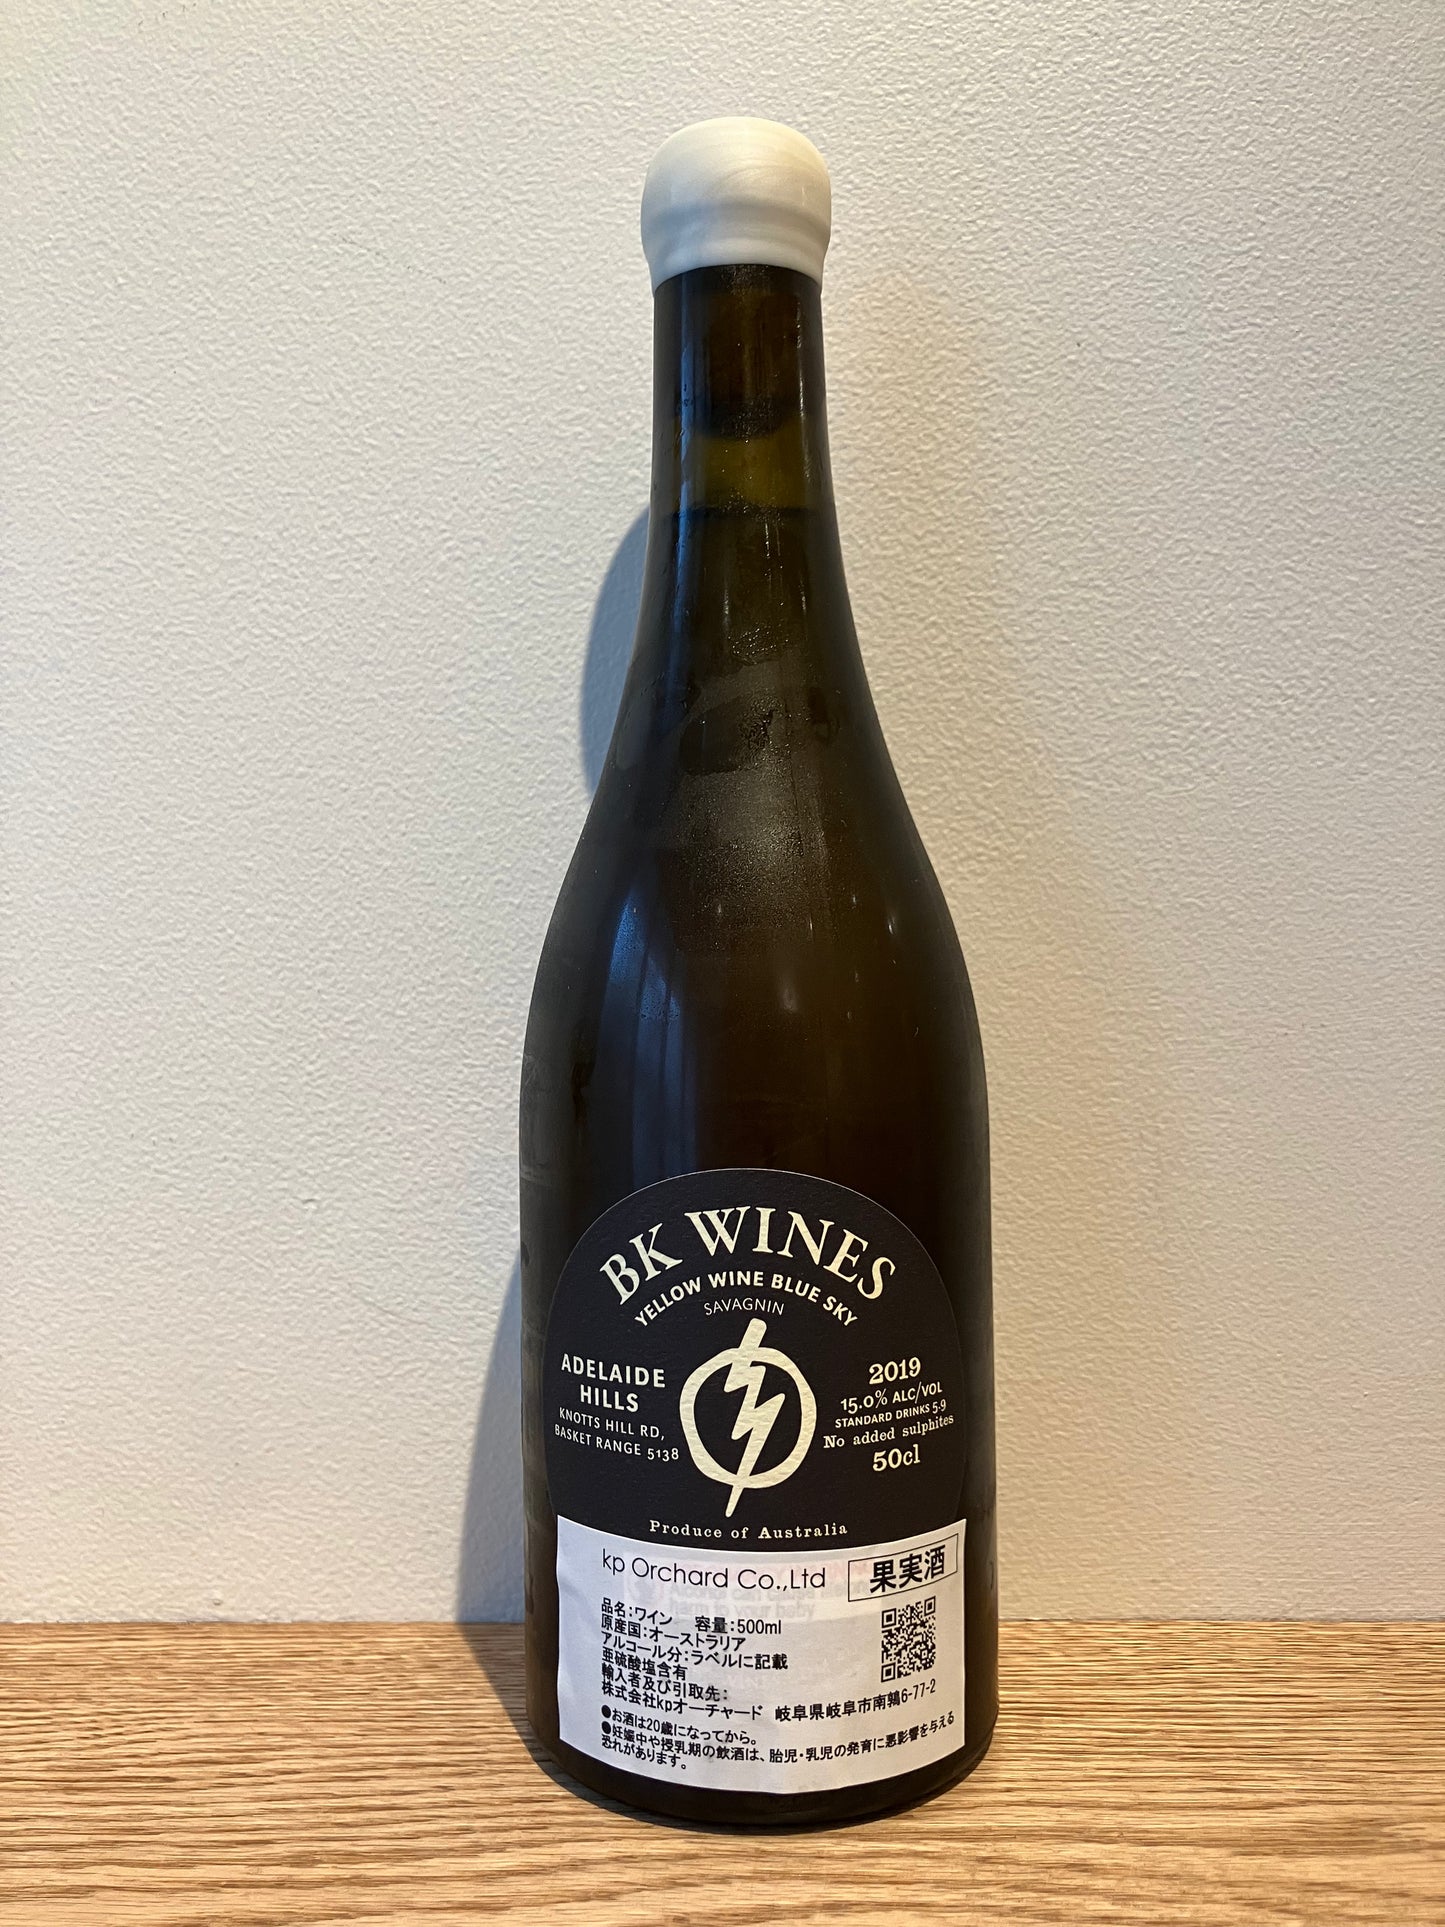 BK WINES
YELLOW WINE BLUE SKY
SAVAGNIN
ADELAIDE
HILLS
KNOTTS HILL RD,
BASKET RANGE 5138
2019
15.0% ALC/VOL
STANDARD DRINKS 5.9
No added sulphites
50cl
Produce of Australia
kp Orchard Co.,Ltd
果実酒
品名:ワイン 容量:500ml
原産国:オーストラリア
アルコール分:ラベルに記載
亜硫酸塩含有
輸入者及び引取先:
株式会社kpオーチャード 岐阜県岐阜市南鶉6-77-2
●お酒は20歳になってから。
●妊娠中や授乳期の飲酒は、胎児・乳児の発育に悪影響を与える
恐れがあります。